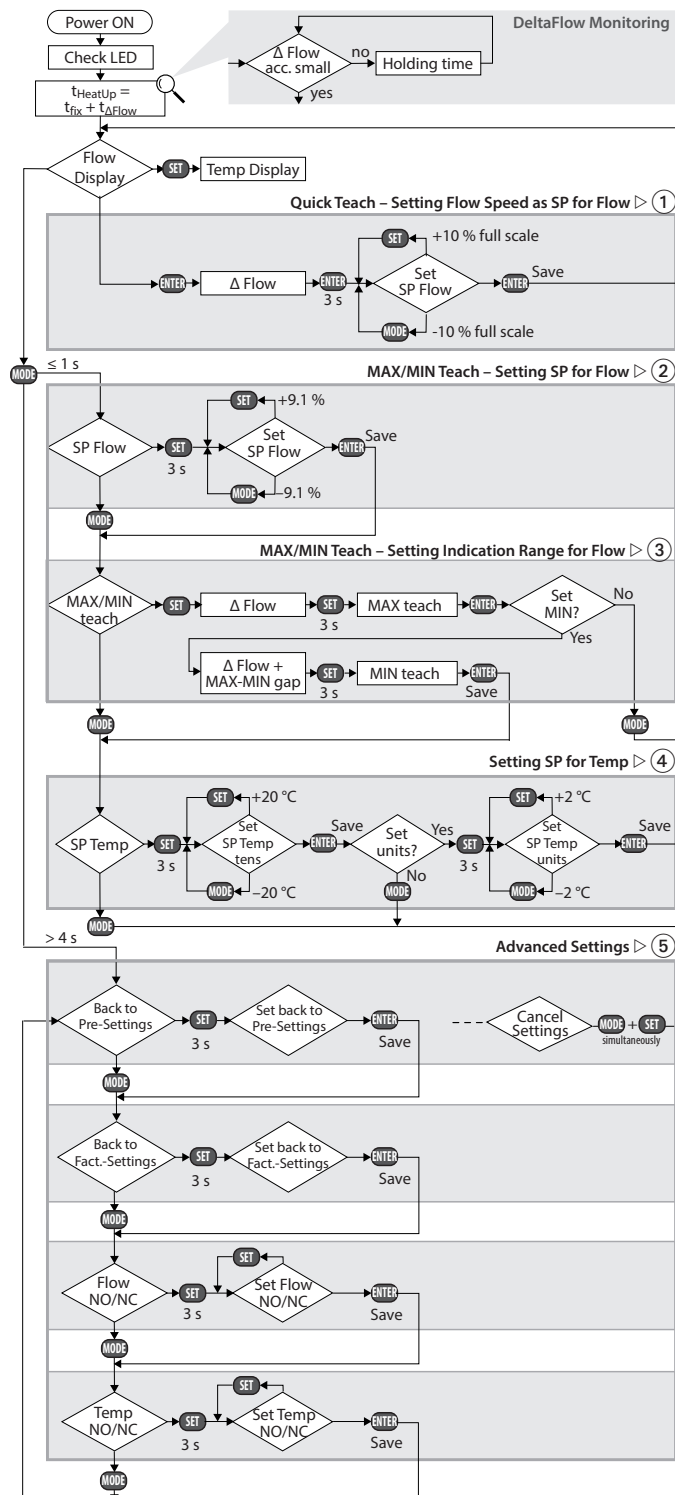 Power ON
Check LED
tHeatUp =
tfix + tΔFlow
DeltaFlow Monitoring
Δ Flow
acc. small
no
Holding time
yes
Flow
Display
SET
Temp Display
Quick Teach – Setting Flow Speed as SP for Flow ▷ 1
ENTER
Δ Flow
ENTER
3 s
SET
+10 % full scale
Set
SP Flow
MODE
-10 % full scale
ENTER
Save
MODE
≤ 1 s
MAX/MIN Teach – Setting SP for Flow ▷ 2
SP Flow
SET
3 s
SET
+9.1 %
Set
SP Flow
MODE
–9.1 %
ENTER
Save
MODE
MAX/MIN Teach – Setting Indication Range for Flow ▷ 3
MAX/MIN
teach
SET
Δ Flow
SET
3 s
MAX teach
ENTER
Set
MIN?
No
Yes
Δ Flow +
MAX-MIN gap
SET
3 s
MIN teach
ENTER
Save
MODE
MODE
Setting SP for Temp ▷ 4
SP Temp
SET
3 s
SET
+20 °C
Set
SP Temp
tens
MODE
–20 °C
ENTER
Save
Set
units?
Yes
No
MODE
SET
3 s
SET
+2 °C
Set
SP Temp
units
MODE
–2 °C
ENTER
Save
MODE
> 4 s
Advanced Settings ▷ 5
Back to
Pre-Settings
SET
3 s
Set back to
Pre-Settings
ENTER
Save
Cancel
Settings
MODE + SET
simultaneously
MODE
Back to
Fact.-Settings
SET
3 s
Set back to
Fact.-Settings
ENTER
Save
MODE
Flow
NO/NC
SET
3 s
SET
Set Flow
NO/NC
ENTER
Save
MODE
Temp
NO/NC
SET
3 s
SET
Set Temp
NO/NC
ENTER
Save
MODE